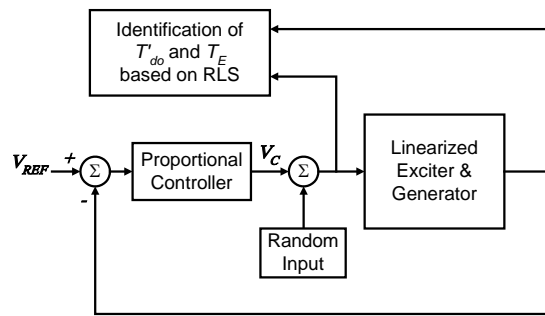 Identification of
T'do and TE
based on RLS
VREF
+
-
Σ
Proportional
Controller
VC
Σ
Linearized
Exciter &
Generator
Random
Input